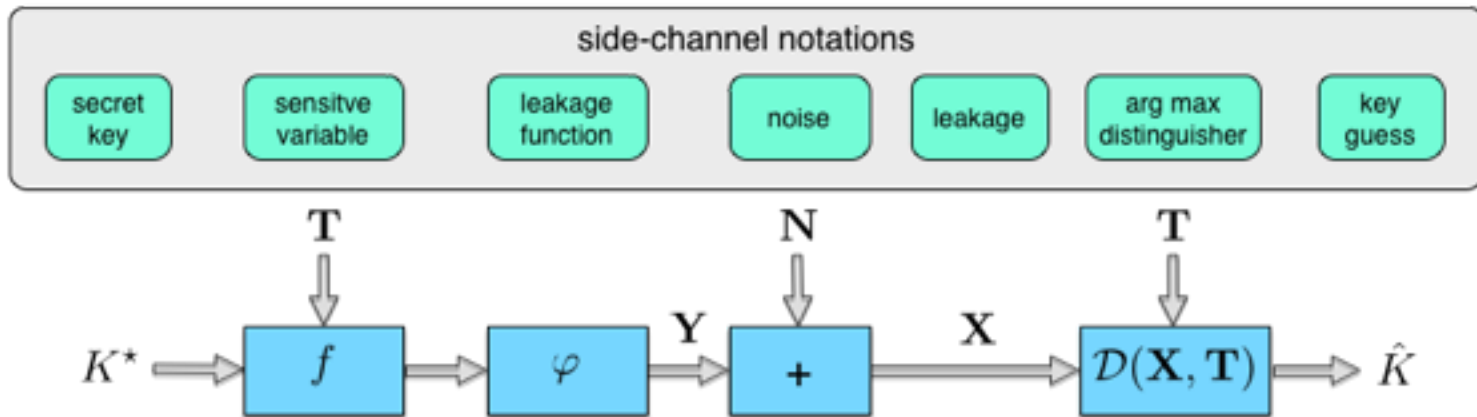 side-channel notations
secret key
sensitve variable
leakage function
noise
leakage
arg max distinguisher
key guess
T
N
T
K⋆
f
φ
Y
+
X
𝒟(X, T)
K̂